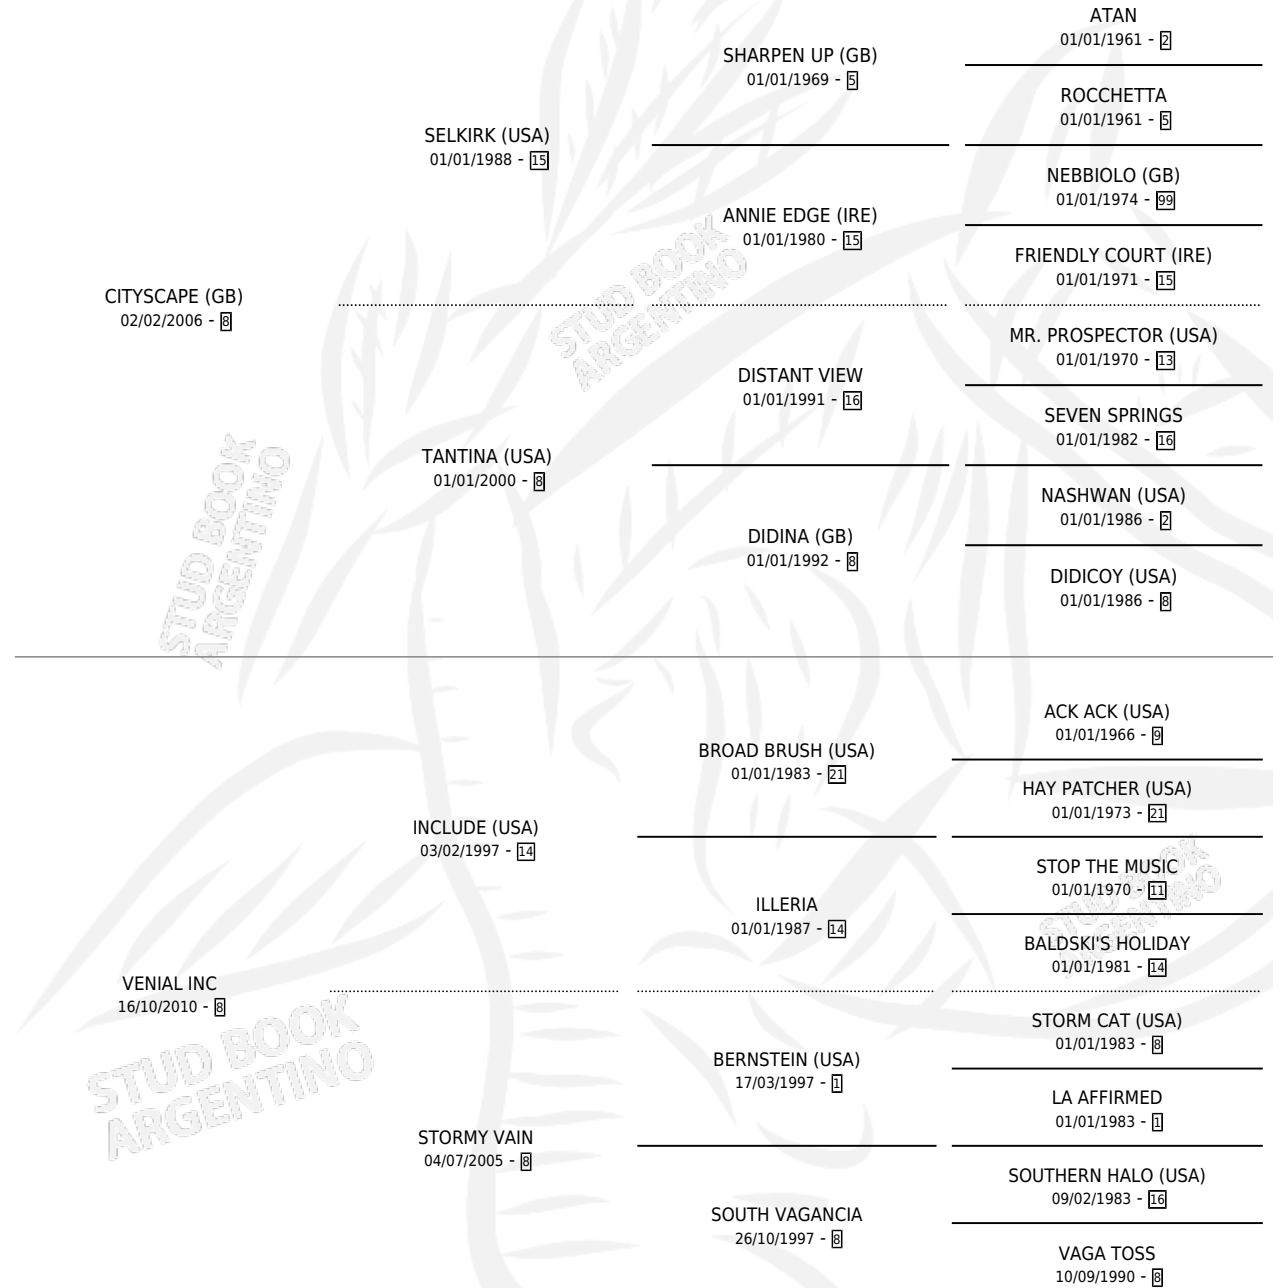 ATAN
01/01/1961 - 2
SHARPEN UP (GB)
01/01/1969 - 5
ROCCHETTA
01/01/1961 - 5
SELKIRK (USA)
01/01/1988 - 15
NEBBIOLO (GB)
01/01/1974 - 99
ANNIE EDGE (IRE)
01/01/1980 - 15
FRIENDLY COURT (IRE)
01/01/1971 - 15
CITYSCAPE (GB)
02/02/2006 - 8
MR. PROSPECTOR (USA)
01/01/1970 - 13
DISTANT VIEW
01/01/1991 - 16
SEVEN SPRINGS
01/01/1982 - 16
TANTINA (USA)
01/01/2000 - 8
NASHWAN (USA)
01/01/1986 - 2
DIDINA (GB)
01/01/1992 - 8
DIDICOY (USA)
01/01/1986 - 8
STUD BOOK
ARGENTINO
STUD BOOK
ARGENTINO
ACK ACK (USA)
01/01/1966 - 9
BROAD BRUSH (USA)
01/01/1983 - 21
HAY PATCHER (USA)
01/01/1973 - 21
INCLUDE (USA)
03/02/1997 - 14
STOP THE MUSIC
01/01/1970 - 11
ILLERIA
01/01/1987 - 14
BALDSKI'S HOLIDAY
01/01/1981 - 14
VENIAL INC
16/10/2010 - 8
STORM CAT (USA)
01/01/1983 - 8
BERNSTEIN (USA)
17/03/1997 - 1
LA AFFIRMED
01/01/1983 - 1
STORMY VAIN
04/07/2005 - 8
SOUTHERN HALO (USA)
09/02/1983 - 16
SOUTH VAGANCIA
26/10/1997 - 8
VAGA TOSS
10/09/1990 - 8
STUD BOOK
ARGENTINO
STUD BOOK
ARGENTINO